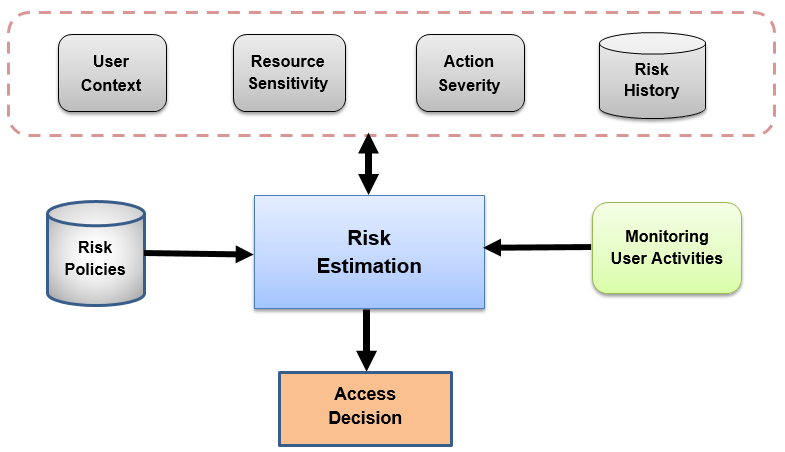 User
Context
Resource
Sensitivity
Action
Severity
Risk
History
Risk
Policies
Risk
Estimation
Monitoring
User Activities
Access
Decision